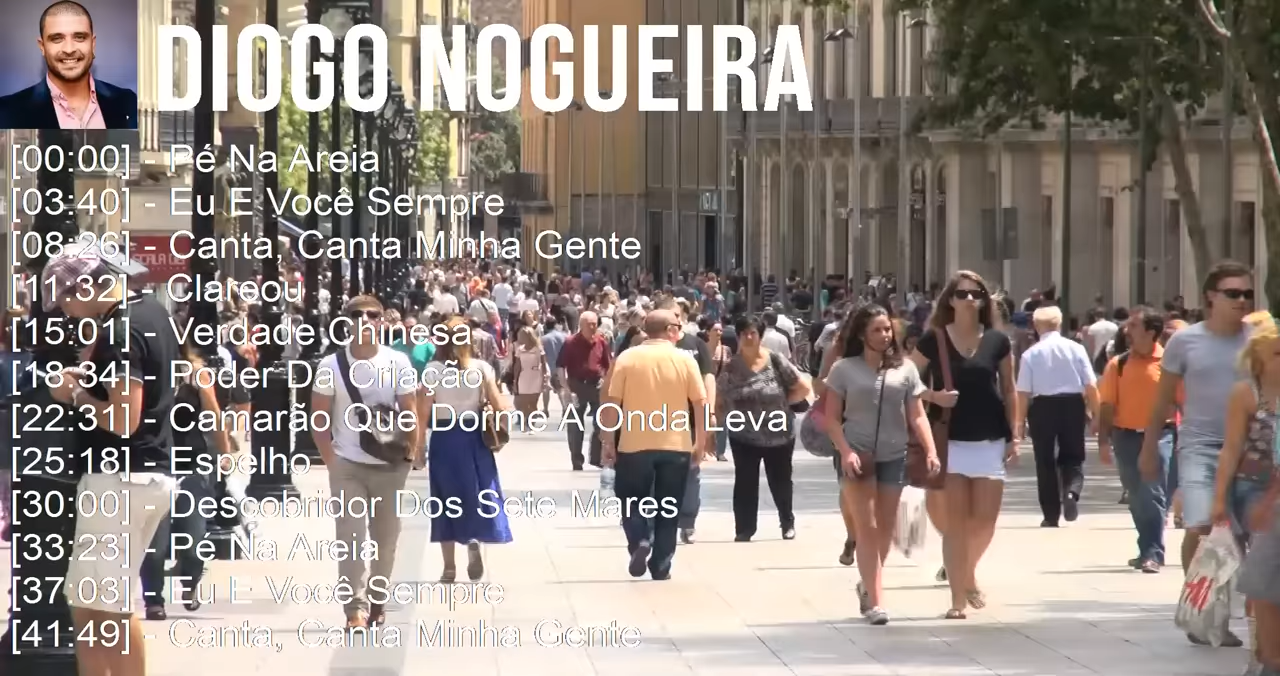 DIOGO NOGUEIRA
[00:00] - Pé Na Areia
[03:40] - Eu E Você Sempre
[08:26] - Canta, Canta Minha Gente
[11:32] - Clareou
[15:01] - Verdade Chinesa
[18:34] - Poder Da Criação
[22:31] - Camarão Que Dorme A Onda Leva
[25:18] - Espelho
[30:00] - Descobridor Dos Sete Mares
[33:23] - Pé Na Areia
[37:03] - Eu E Você Sempre
[41:49] - Canta, Canta Minha Gente